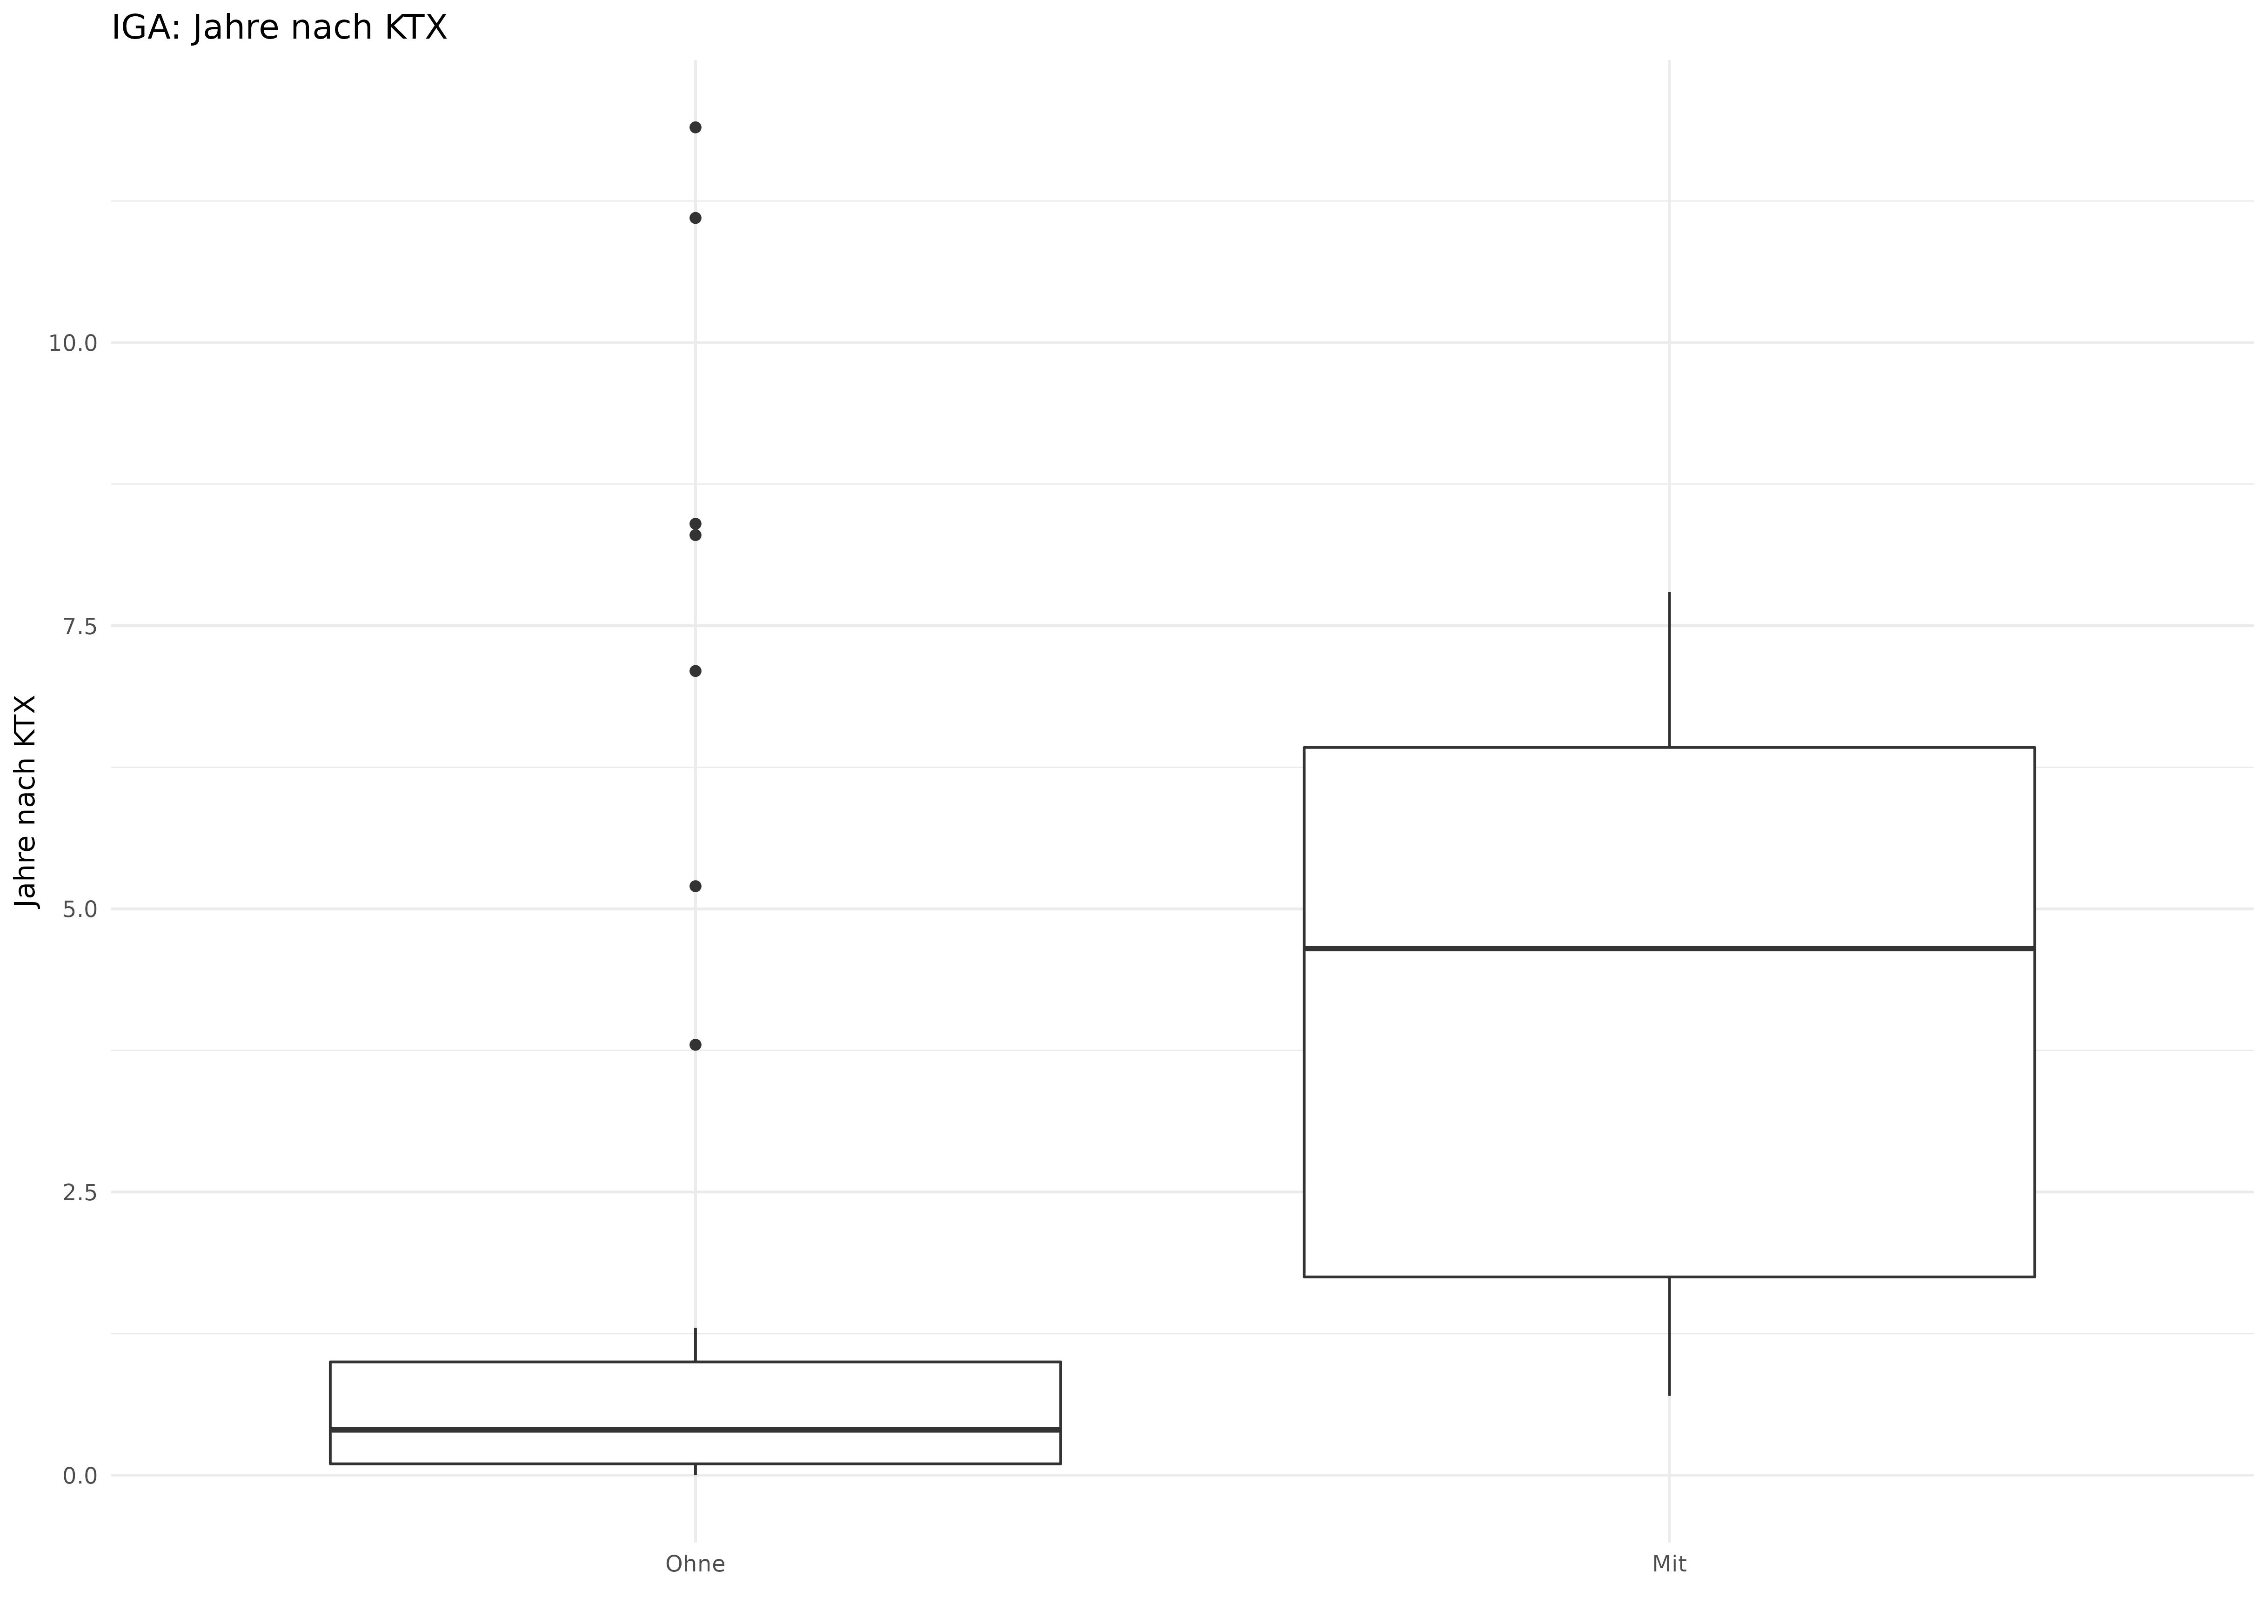 IGA: Jahre nach KTX
Jahre nach KTX
10.0
7.5
5.0
2.5
0.0
Ohne
Mit